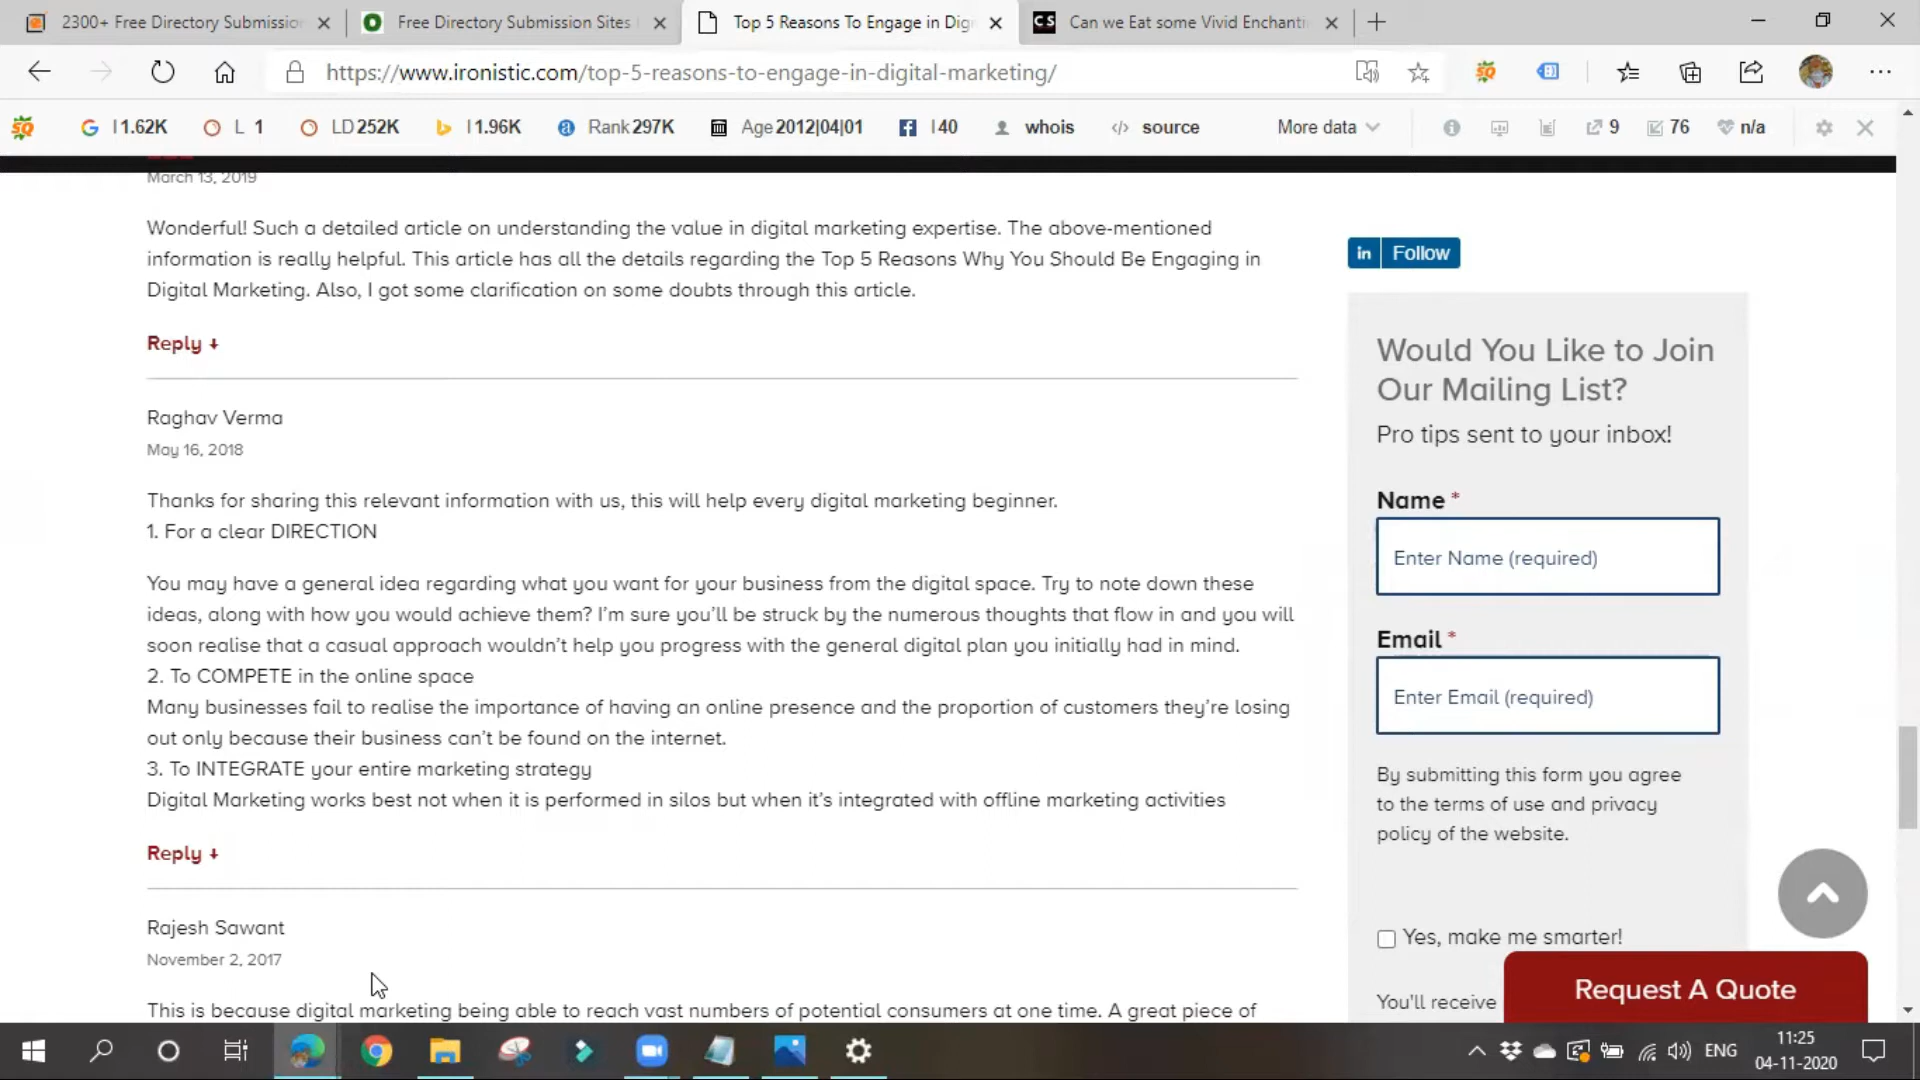 2300+ Free Directory Submission
Free Directory Submission Sites
Top 5 Reasons To Engage in Dig
CS Can we Eat some Vivid Enchanti
https://www.ironistic.com/top-5-reasons-to-engage-in-digital-marketing/
SQ G I 1.62K L 1 LD 252K b I 1.96K a Rank 297K Age 2012|04|01 f I 40 whois </> source More data i 9 76 n/a
March 13, 2019
Wonderful! Such a detailed article on understanding the value in digital marketing expertise. The above-mentioned
information is really helpful. This article has all the details regarding the Top 5 Reasons Why You Should Be Engaging in
Digital Marketing. Also, I got some clarification on some doubts through this article.
Reply
Raghav Verma
May 16, 2018
Thanks for sharing this relevant information with us, this will help every digital marketing beginner.
1. For a clear DIRECTION
You may have a general idea regarding what you want for your business from the digital space. Try to note down these
ideas, along with how you would achieve them? I'm sure you'll be struck by the numerous thoughts that flow in and you will
soon realise that a casual approach wouldn't help you progress with the general digital plan you initially had in mind.
2. To COMPETE in the online space
Many businesses fail to realise the importance of having an online presence and the proportion of customers they're losing
out only because their business can't be found on the internet.
3. To INTEGRATE your entire marketing strategy
Digital Marketing works best not when it is performed in silos but when it's integrated with offline marketing activities
Reply
Rajesh Sawant
November 2, 2017
This is because digital marketing being able to reach vast numbers of potential consumers at one time. A great piece of
in Follow
Would You Like to Join
Our Mailing List?
Pro tips sent to your inbox!
Name *
Enter Name (required)
Email *
Enter Email (required)
By submitting this form you agree
to the terms of use and privacy
policy of the website.
Yes, make me smarter!
You'll receive
Request A Quote
ENG
11:25
04-11-2020